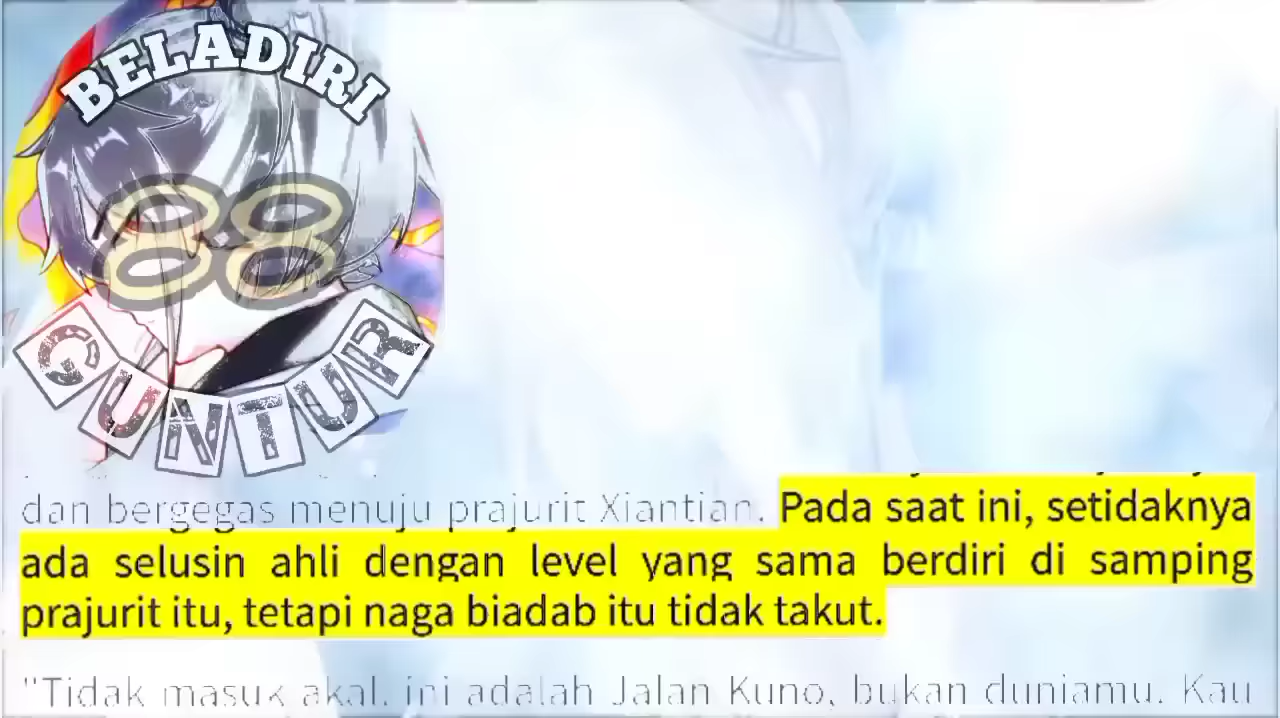 BELADIRI
88
GUNTUR
dan bergegas menuju prajurit Xiantian. Pada saat ini, setidaknya
ada selusin ahli dengan level yang sama berdiri di samping
prajurit itu, tetapi naga biadab itu tidak takut.
"Tidak masuk akal, ini adalah Jalan Kuno, bukan duniamu. Kau